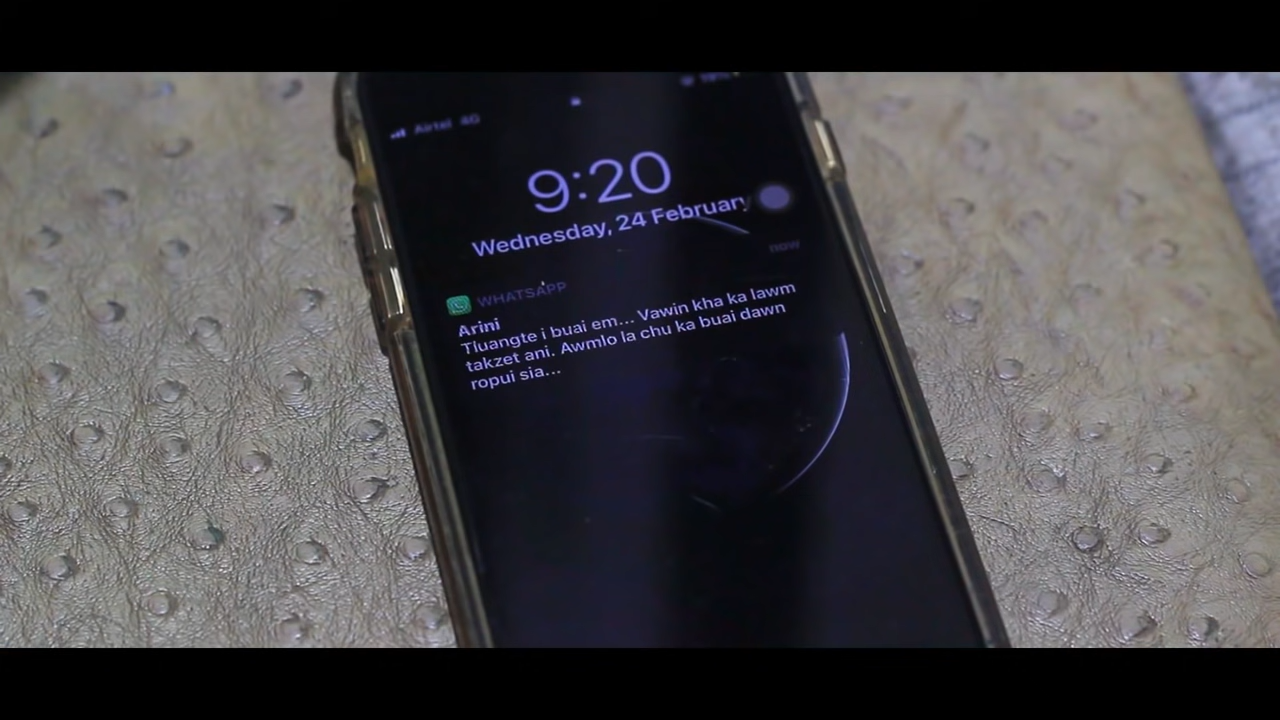 Airtel 4G
9:20
Wednesday, 24 February
now
WHATSAPP
Arini
Tluangte i buai em... Vawin kha ka lawm
takzet ani. Awmlo la chu ka buai dawn
ropui sia...